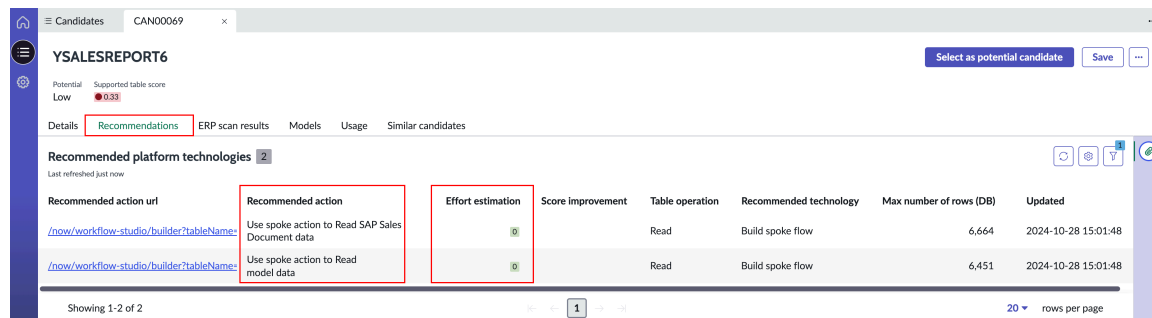 Candidates
CAN00069 ×
YSALESREPORT6
Select as potential candidate
Save
Potential Supported table score
Low 0.33
Details Recommendations ERP scan results Models Usage Similar candidates
Recommended platform technologies 2
1
Last refreshed just now
Recommended action url Recommended action Effort estimation Score improvement Table operation Recommended technology Max number of rows (DB) Updated
/now/workflow-studio/builder?tableName= Use spoke action to Read SAP Sales 0 Read Build spoke flow 6,664 2024-10-28 15:01:48
Document data
/now/workflow-studio/builder?tableName= Use spoke action to Read 0 Read Build spoke flow 6,451 2024-10-28 15:01:48
model data
Showing 1-2 of 2 1 20 rows per page